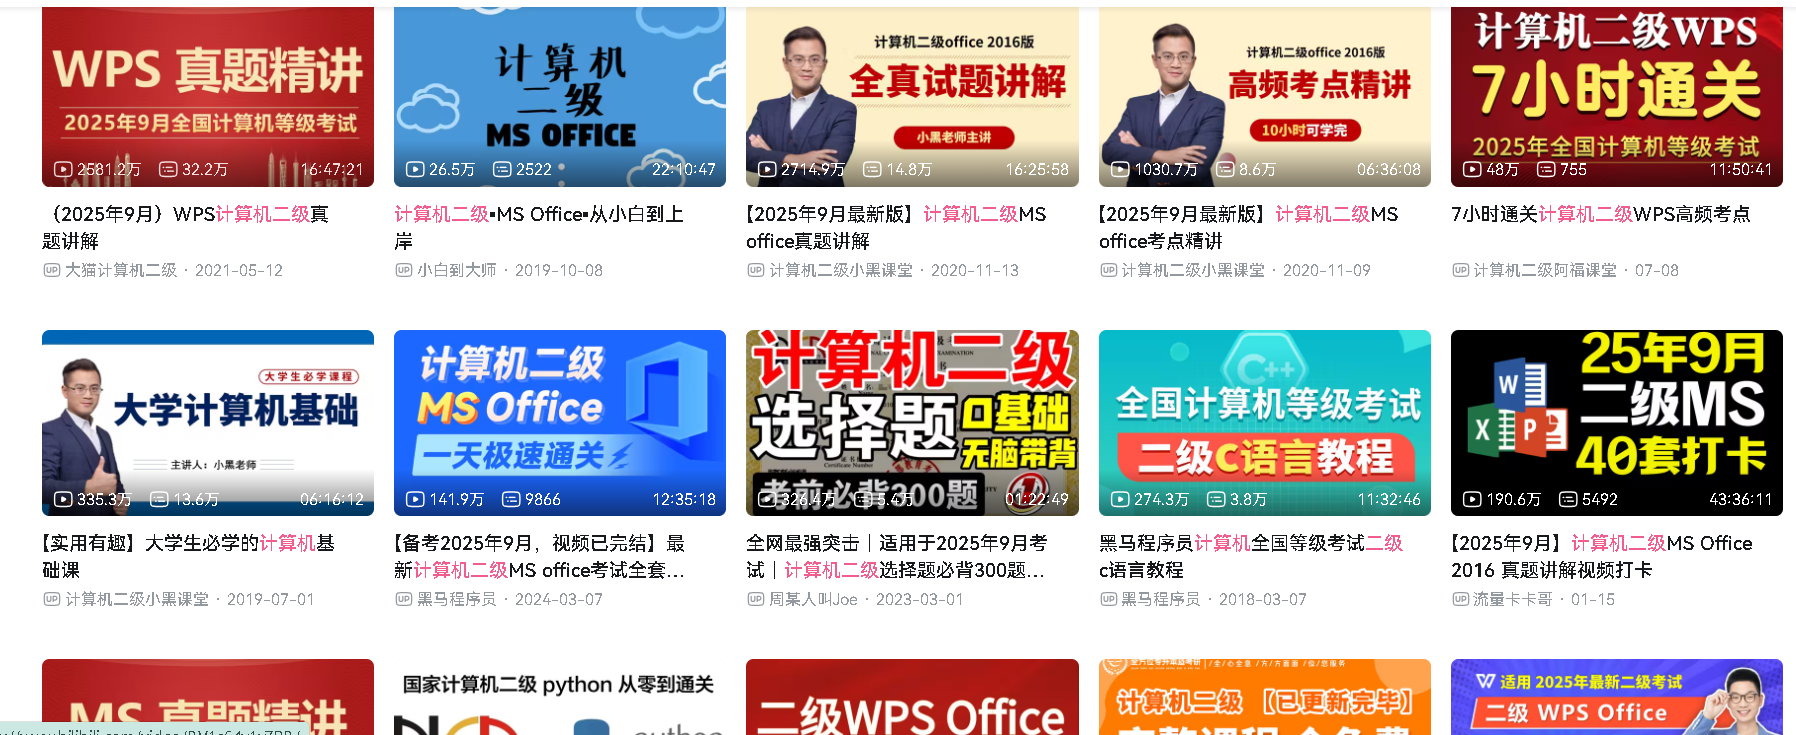 WPS 真题精讲
2025年9月全国计算机等级考试
2581.2万 32.2万 16:47:21
（2025年9月）WPS计算机二级真
题讲解
UP 大猫计算机二级 · 2021-05-12
计算机
二级
MS OFFICE
26.5万 2522 22:10:47
计算机二级▪MS Office▪从小白到上
岸
UP 小白到大师 · 2019-10-08
计算机二级office 2016版
全真试题讲解
小黑老师主讲
2714.9万 14.8万 16:25:58
【2025年9月最新版】计算机二级MS
office真题讲解
UP 计算机二级小黑课堂 · 2020-11-13
计算机二级office 2016版
高频考点精讲
10小时可学完
1030.7万 8.6万 06:36:08
【2025年9月最新版】计算机二级MS
office考点精讲
UP 计算机二级小黑课堂 · 2020-11-09
计算机二级WPS
7小时通关
2025年全国计算机等级考试
48万 755 11:50:41
7小时通关计算机二级WPS高频考点
UP 计算机二级阿福课堂 · 07-08
大学生必学课程
大学计算机基础
主讲人：小黑老师
335.3万 13.6万 06:16:12
【实用有趣】大学生必学的计算机基
础课
UP 计算机二级小黑课堂 · 2019-07-01
计算机二级
MS Office
一天极速通关
141.9万 9866 12:35:18
【备考2025年9月，视频已完结】最
新计算机二级MS office考试全套...
UP 黑马程序员 · 2024-03-07
计算机二级
选择题
0基础
无脑带背
考前必背300题
326.4万 5.4万 01:22:49
全网最强突击｜适用于2025年9月考
试｜计算机二级选择题必背300题...
UP 周某人叫Joe · 2023-03-01
C++
全国计算机等级考试
二级C语言教程
274.3万 3.8万 11:32:46
黑马程序员计算机全国等级考试二级
c语言教程
UP 黑马程序员 · 2018-03-07
25年9月
二级MS
40套打卡
W
X
P
190.6万 5492 43:36:11
【2025年9月】计算机二级MS Office
2016 真题讲解视频打卡
UP 流量卡卡哥 · 01-15
MS 真题精讲
国家计算机二级 python 从零到通关
二级WPS Office
计算机二级 【已更新完毕】
适用 2025年最新二级考试
二级 WPS Office